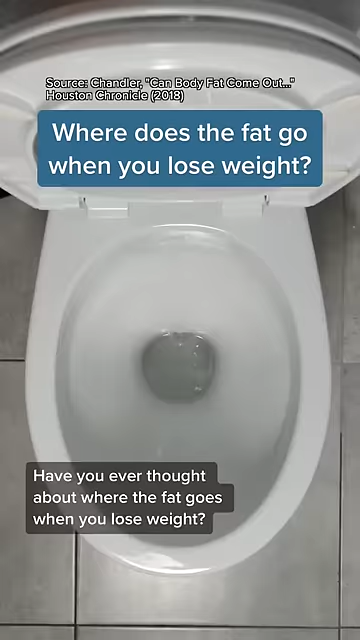 Source: Chandler, "Can Body Fat Come Out..."
Houston Chronicle (2018)
Where does the fat go
when you lose weight?
Have you ever thought
about where the fat goes
when you lose weight?